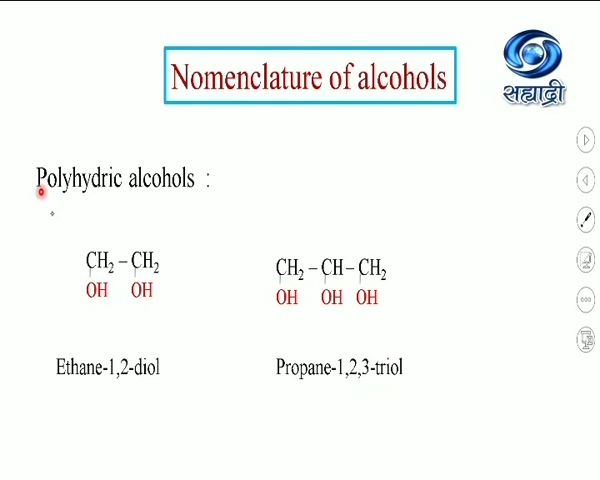 Nomenclature of alcohols
सह्याद्री
Polyhydric alcohols :
CH₂ – CH₂
OH OH
CH₂ – CH – CH₂
OH OH OH
Ethane-1,2-diol
Propane-1,2,3-triol